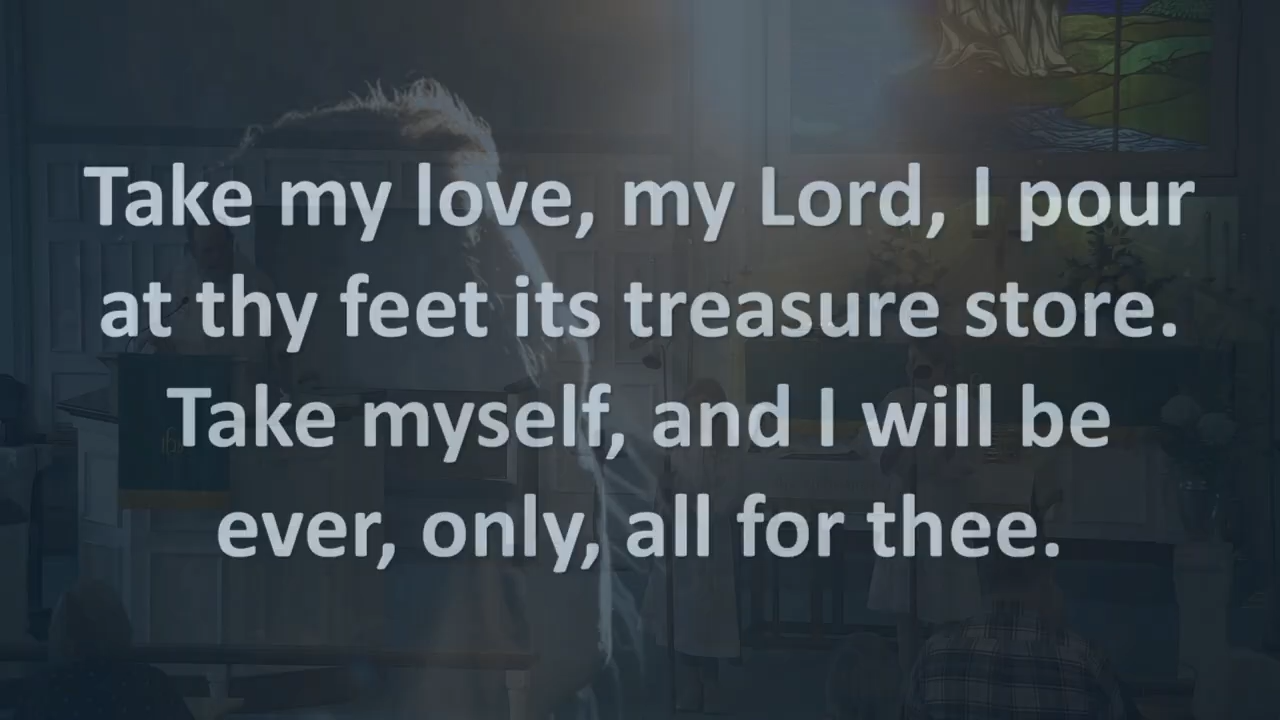 Take my love, my Lord, I pour
at thy feet its treasure store.
Take myself, and I will be
ever, only, all for thee.